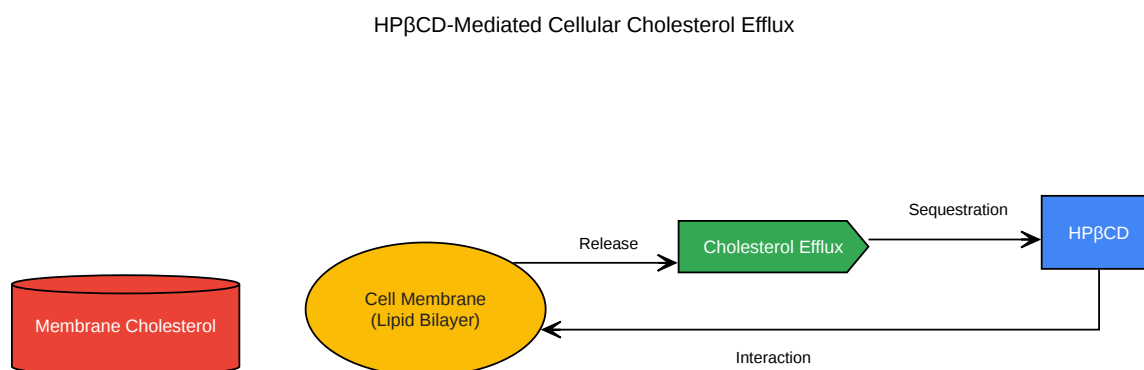 HPβCD-Mediated Cellular Cholesterol Efflux
Sequestration
HPβCD
Release
Cholesterol Efflux
Cell Membrane
(Lipid Bilayer)
Membrane Cholesterol
Interaction